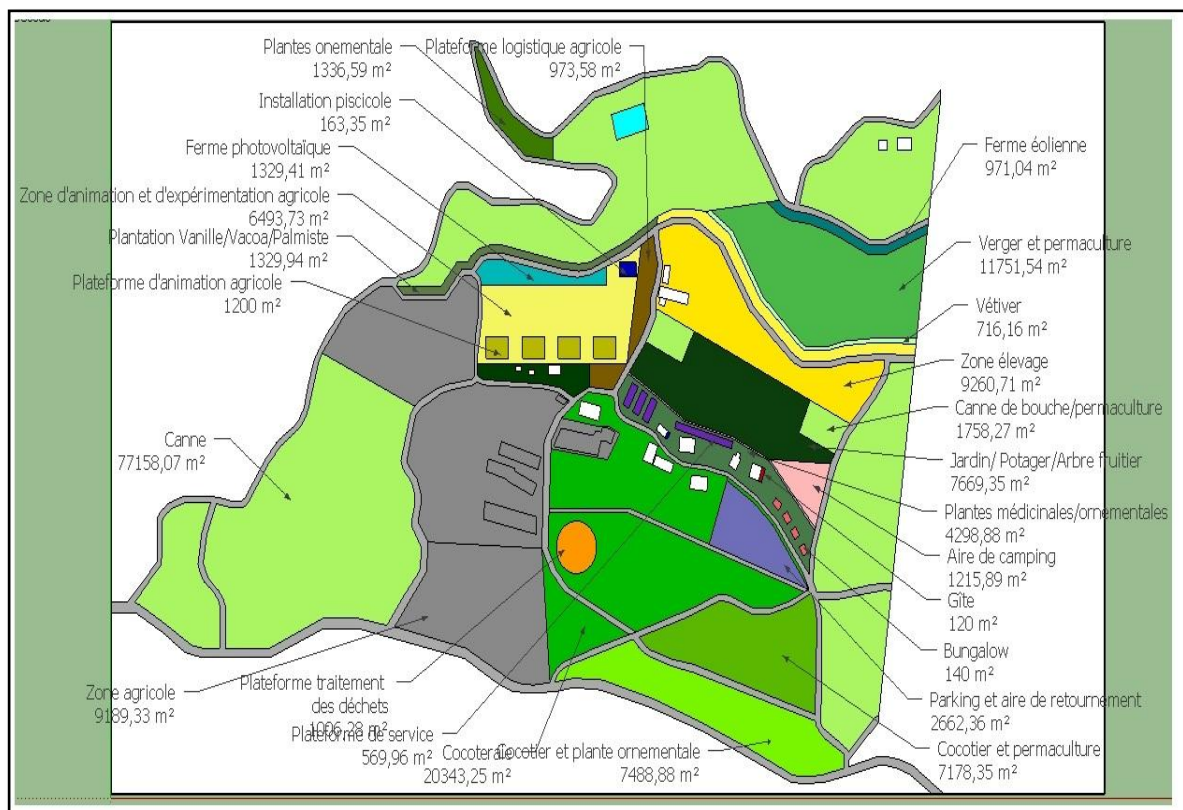 Plantes onementale
1336,59 m²
Plateforme logistique agricole
973,58 m²
Installation piscicole
163,35 m²
Ferme photovoltaïque
1329,41 m²
Zone d'animation et d'expérimentation agricole
6493,73 m²
Plantation Vanille/Vacoa/Palmiste
1329,94 m²
Plateforme d'animation agricole
1200 m²
Canne
77158,07 m²
Zone agricole
9189,33 m²
Plateforme traitement
des déchets
1006,28 m²
Plateforme de service
569,96 m²
Cocoteraie
20343,25 m²
Cocotier et plante ornementale
7488,88 m²
Ferme éolienne
971,04 m²
Verger et permaculture
11751,54 m²
Vétiver
716,16 m²
Zone élevage
9260,71 m²
Canne de bouche/permaculture
1758,27 m²
Jardin/ Potager/Arbre fruitier
7669,35 m²
Plantes médicinales/ornementales
4298,88 m²
Aire de camping
1215,89 m²
Gîte
120 m²
Bungalow
140 m²
Parking et aire de retournement
2662,36 m²
Cocotier et permaculture
7178,35 m²